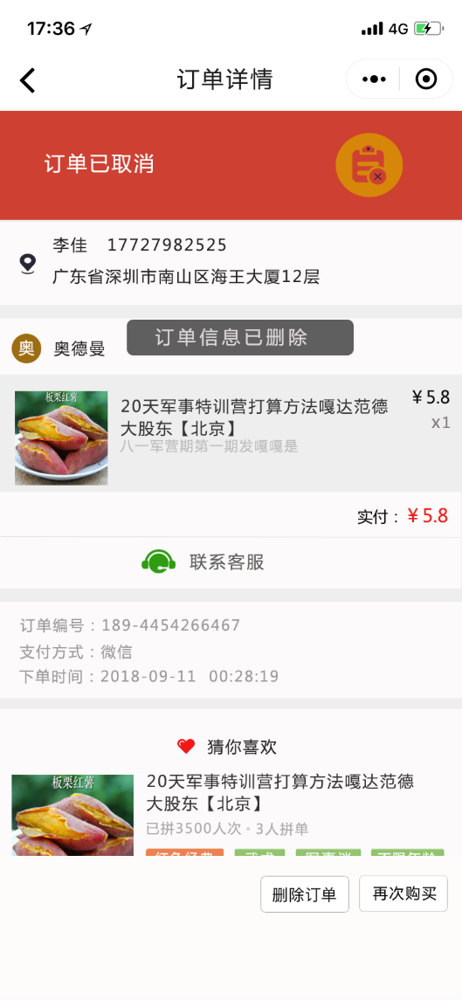 17:36
4G
订单详情
订单已取消
李佳 17727982525
广东省深圳市南山区海王大厦12层
奥 奥德曼
订单信息已删除
板栗红薯
20天军事特训营打算方法嘎达范德
大股东【北京】
八一军营期第一期发嘎嘎是
¥5.8
x1
实付：¥5.8
联系客服
订单编号：189-4454266467
支付方式：微信
下单时间：2018-09-11 00:28:19
猜你喜欢
板栗红薯
20天军事特训营打算方法嘎达范德
大股东【北京】
已拼3500人次 • 3人拼单
删除订单 再次购买